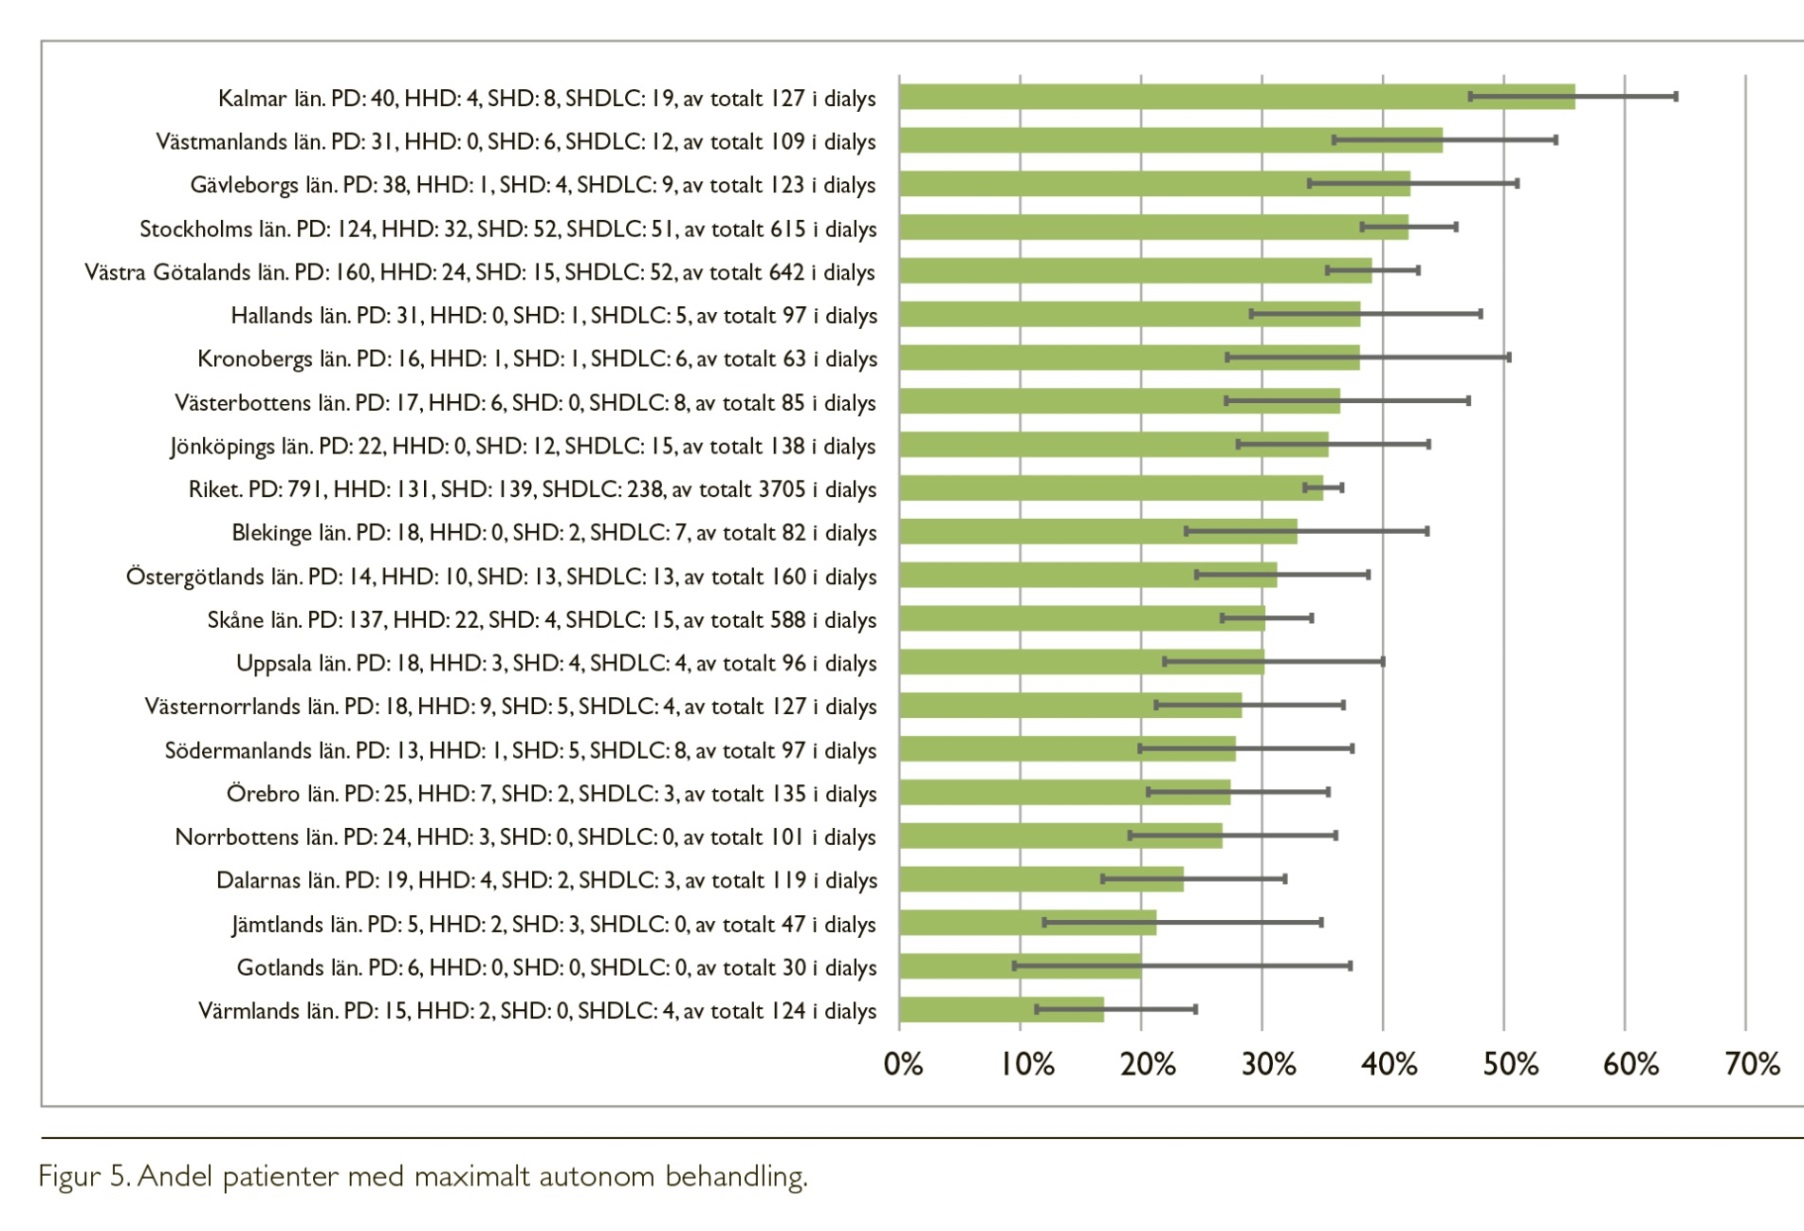 Kalmar län. PD: 40, HHD: 4, SHD: 8, SHDLC: 19, av totalt 127 i dialys
Västmanlands län. PD: 31, HHD: 0, SHD: 6, SHDLC: 12, av totalt 109 i dialys
Gävleborgs län. PD: 38, HHD: 1, SHD: 4, SHDLC: 9, av totalt 123 i dialys
Stockholms län. PD: 124, HHD: 32, SHD: 52, SHDLC: 51, av totalt 615 i dialys
Västra Götalands län. PD: 160, HHD: 24, SHD: 15, SHDLC: 52, av totalt 642 i dialys
Hallands län. PD: 31, HHD: 0, SHD: 1, SHDLC: 5, av totalt 97 i dialys
Kronobergs län. PD: 16, HHD: 1, SHD: 1, SHDLC: 6, av totalt 63 i dialys
Västerbottens län. PD: 17, HHD: 6, SHD: 0, SHDLC: 8, av totalt 85 i dialys
Jönköpings län. PD: 22, HHD: 0, SHD: 12, SHDLC: 15, av totalt 138 i dialys
Riket. PD: 791, HHD: 131, SHD: 139, SHDLC: 238, av totalt 3705 i dialys
Blekinge län. PD: 18, HHD: 0, SHD: 2, SHDLC: 7, av totalt 82 i dialys
Östergötlands län. PD: 14, HHD: 10, SHD: 13, SHDLC: 13, av totalt 160 i dialys
Skåne län. PD: 137, HHD: 22, SHD: 4, SHDLC: 15, av totalt 588 i dialys
Uppsala län. PD: 18, HHD: 3, SHD: 4, SHDLC: 4, av totalt 96 i dialys
Västernorrlands län. PD: 18, HHD: 9, SHD: 5, SHDLC: 4, av totalt 127 i dialys
Södermanlands län. PD: 13, HHD: 1, SHD: 5, SHDLC: 8, av totalt 97 i dialys
Örebro län. PD: 25, HHD: 7, SHD: 2, SHDLC: 3, av totalt 135 i dialys
Norrbottens län. PD: 24, HHD: 3, SHD: 0, SHDLC: 0, av totalt 101 i dialys
Dalarnas län. PD: 19, HHD: 4, SHD: 2, SHDLC: 3, av totalt 119 i dialys
Jämtlands län. PD: 5, HHD: 2, SHD: 3, SHDLC: 0, av totalt 47 i dialys
Gotlands län. PD: 6, HHD: 0, SHD: 0, SHDLC: 0, av totalt 30 i dialys
Värmlands län. PD: 15, HHD: 2, SHD: 0, SHDLC: 4, av totalt 124 i dialys
0% 10% 20% 30% 40% 50% 60% 70%
Figur 5. Andel patienter med maximalt autonom behandling.